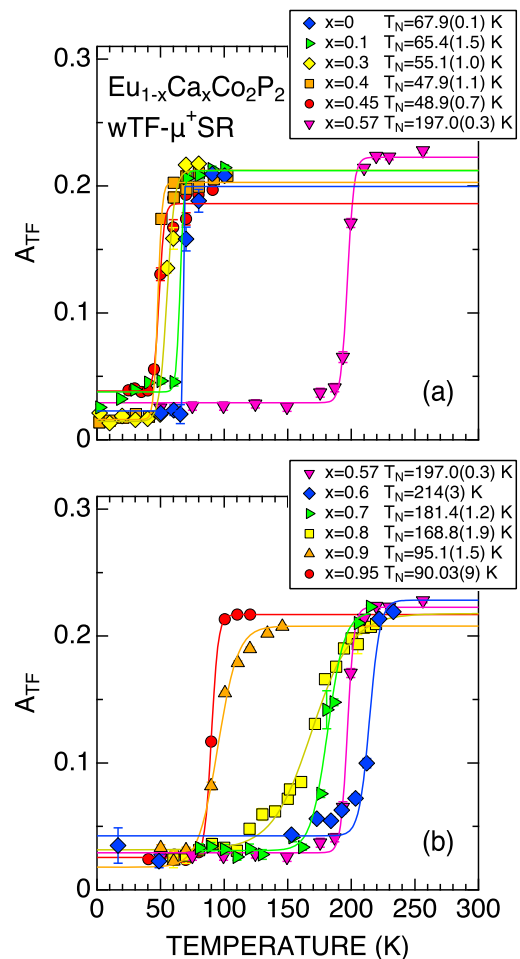 (a)
x=0 T_N=67.9(0.1) K
x=0.1 T_N=65.4(1.5) K
x=0.3 T_N=55.1(1.0) K
x=0.4 T_N=47.9(1.1) K
x=0.45 T_N=48.9(0.7) K
x=0.57 T_N=197.0(0.3) K
Eu1-xCaxCo2P2
wTF-μ+SR
0.3
0.2
0.1
0
A_TF
(a)
x=0.57 T_N=197.0(0.3) K
x=0.6 T_N=214(3) K
x=0.7 T_N=181.4(1.2) K
x=0.8 T_N=168.8(1.9) K
x=0.9 T_N=95.1(1.5) K
x=0.95 T_N=90.03(9) K
0.3
0.2
0.1
0
A_TF
(b)
0 50 100 150 200 250 300
TEMPERATURE (K)